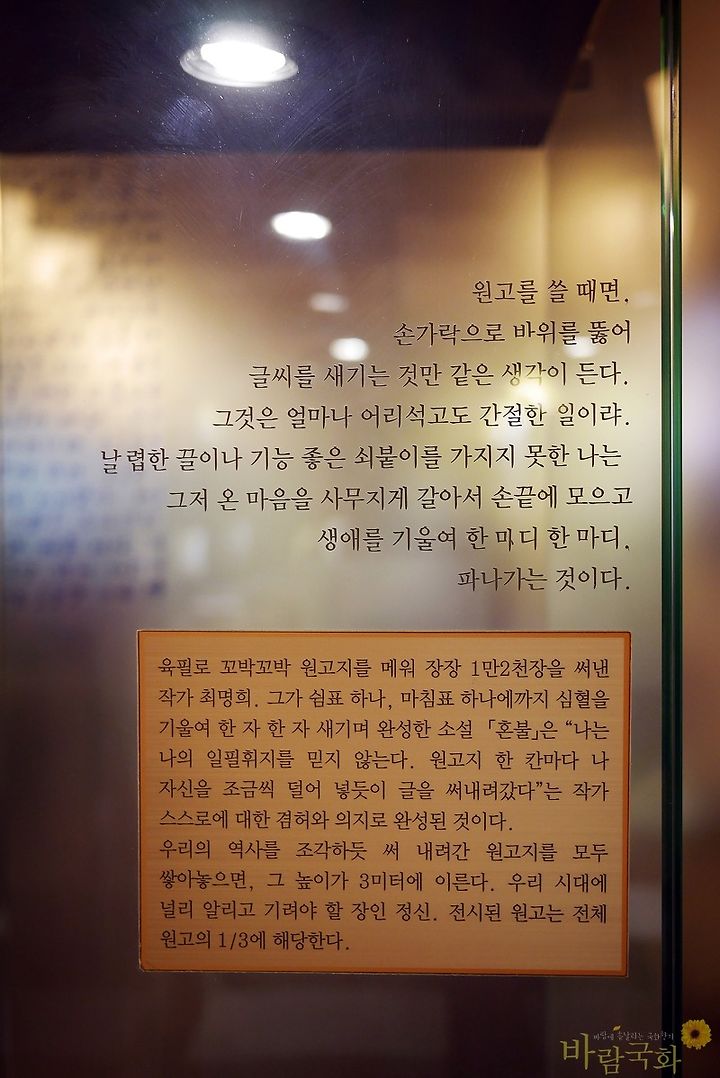 원고를 쓸 때면,
손가락으로 바위를 뚫어
글씨를 새기는 것만 같은 생각이 든다.
그것은 얼마나 어리석고도 간절한 일이랴.
날렵한 끌이나 기능 좋은 쇠붙이를 가지지 못한 나는
그저 온 마음을 사무치게 갈아서 손끝에 모으고
생애를 기울여 한 마디 한 마디,
파나가는 것이다.
육필로 꼬박꼬박 원고지를 메워 장장 1만2천장을 써낸
작가 최명희. 그가 쉼표 하나, 마침표 하나에까지 심혈을
기울여 한 자 한 자 새기며 완성한 소설 「혼불」은 “나는
나의 일필휘지를 믿지 않는다. 원고지 한 칸마다 나
자신을 조금씩 덜어 넣듯이 글을 써내려갔다”는 작가
스스로에 대한 겸허와 의지로 완성된 것이다.
우리의 역사를 조각하듯 써 내려간 원고지를 모두
쌓아놓으면, 그 높이가 3미터에 이른다. 우리 시대에
널리 알리고 기려야 할 장인 정신. 전시된 원고는 전체
원고의 1/3에 해당한다.
바람에 흩날리는 국화향기
바람국화